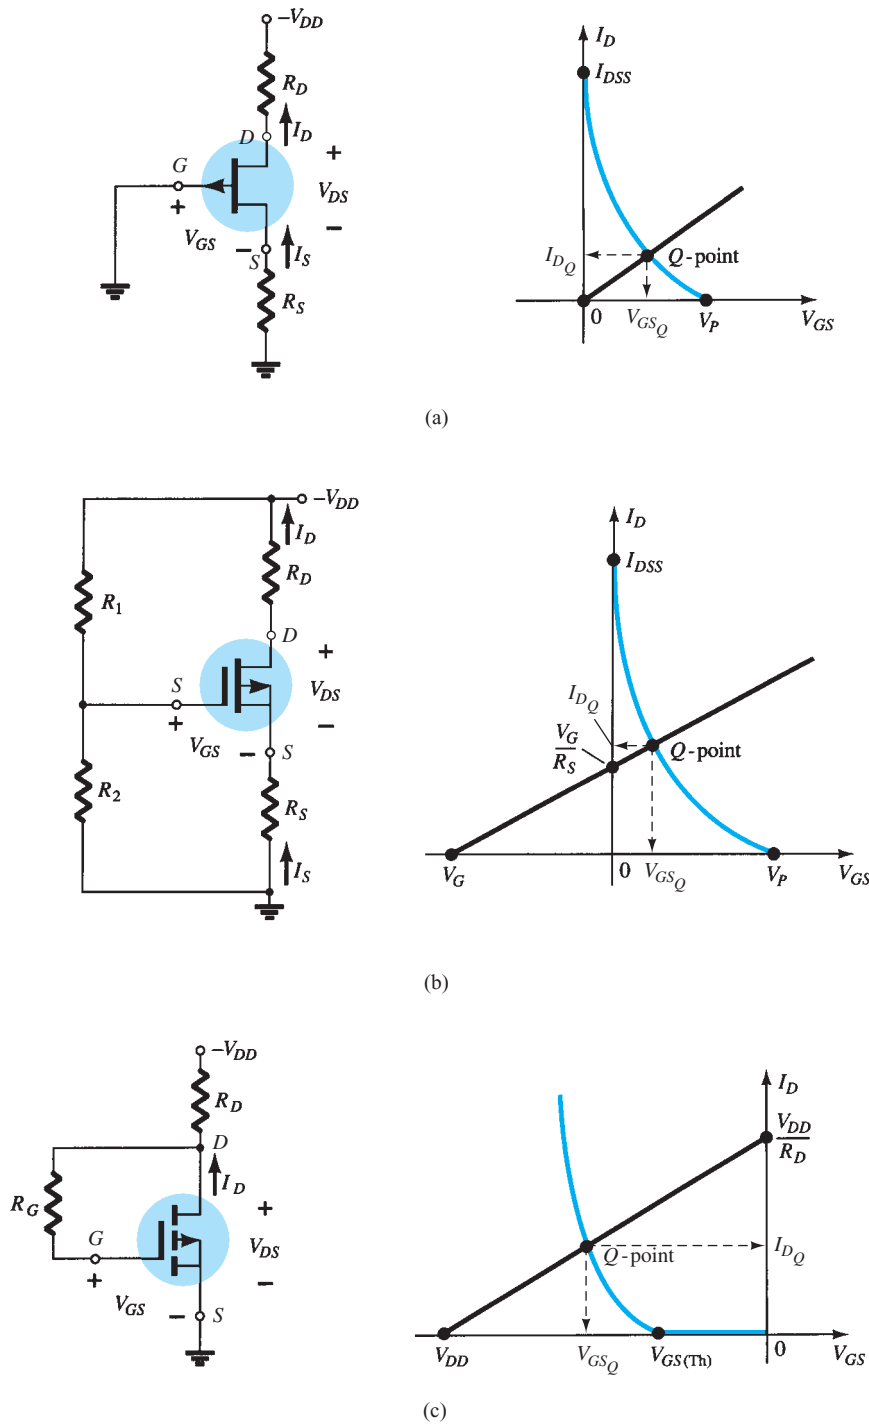 −V_DD
R_D
I_D
D
G
+
+
V_DS
−
V_GS
−
S
I_S
R_S
I_D
I_DSS
I_DQ
Q-point
0
V_GSQ
V_P
V_GS
(a)
−V_DD
I_D
R_D
R_1
D
+
S
V_DS
+
−
V_GS
−
S
R_2
R_S
I_S
I_D
I_DSS
I_DQ
V_G
R_S
Q-point
V_G
0
V_GSQ
V_P
V_GS
(b)
−V_DD
R_D
D
I_D
R_G
G
+
+
V_DS
−
V_GS
−
S
I_D
V_DD
R_D
Q-point
I_DQ
V_DD
V_GSQ
V_GS(Th)
0
V_GS
(c)